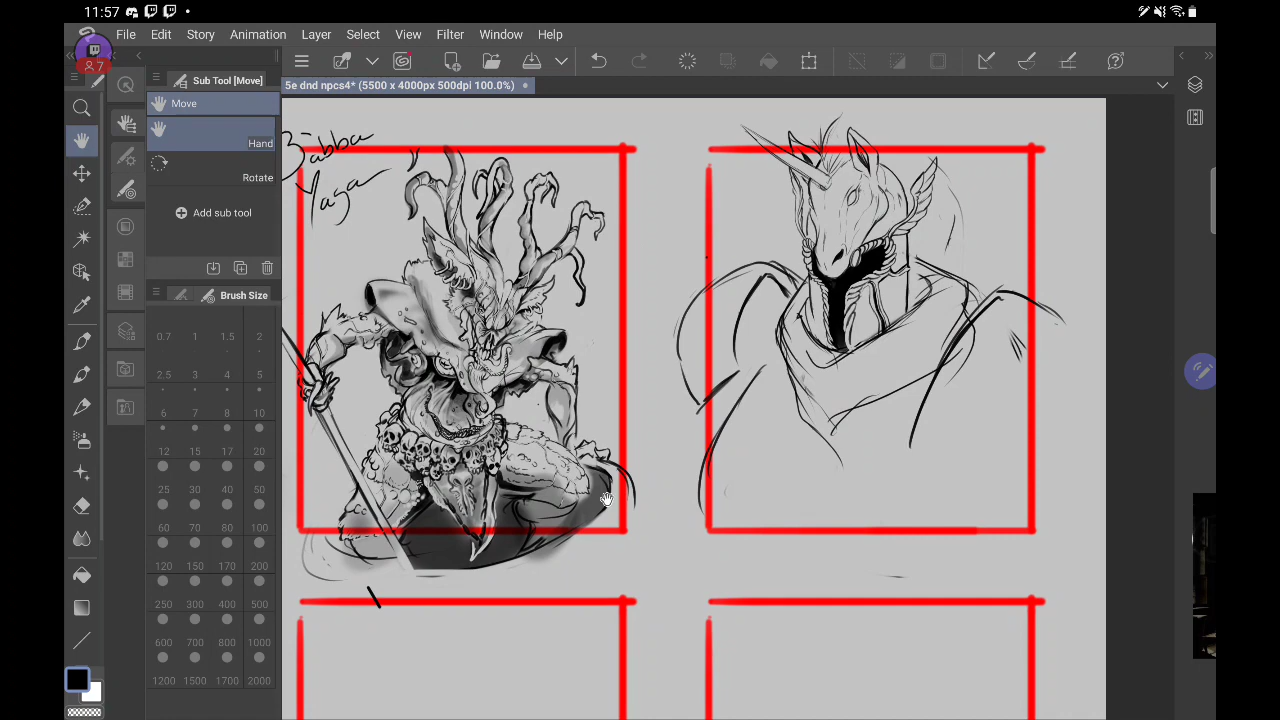 11:57
File Edit Story Animation Layer Select View Filter Window Help
7
Sub Tool [Move]
5e dnd npcs4* (5500 x 4000px 500dpi 100.0%)
Move
Hand
Rotate
Add sub tool
Brush Size
0.7 1 1.5 2
2.5 3 4 5
6 7 8 10
12 15 17 20
25 30 40 50
60 70 80 100
120 150 170 200
250 300 400 500
600 700 800 1000
1200 1500 1700 2000
Babba
Yaga